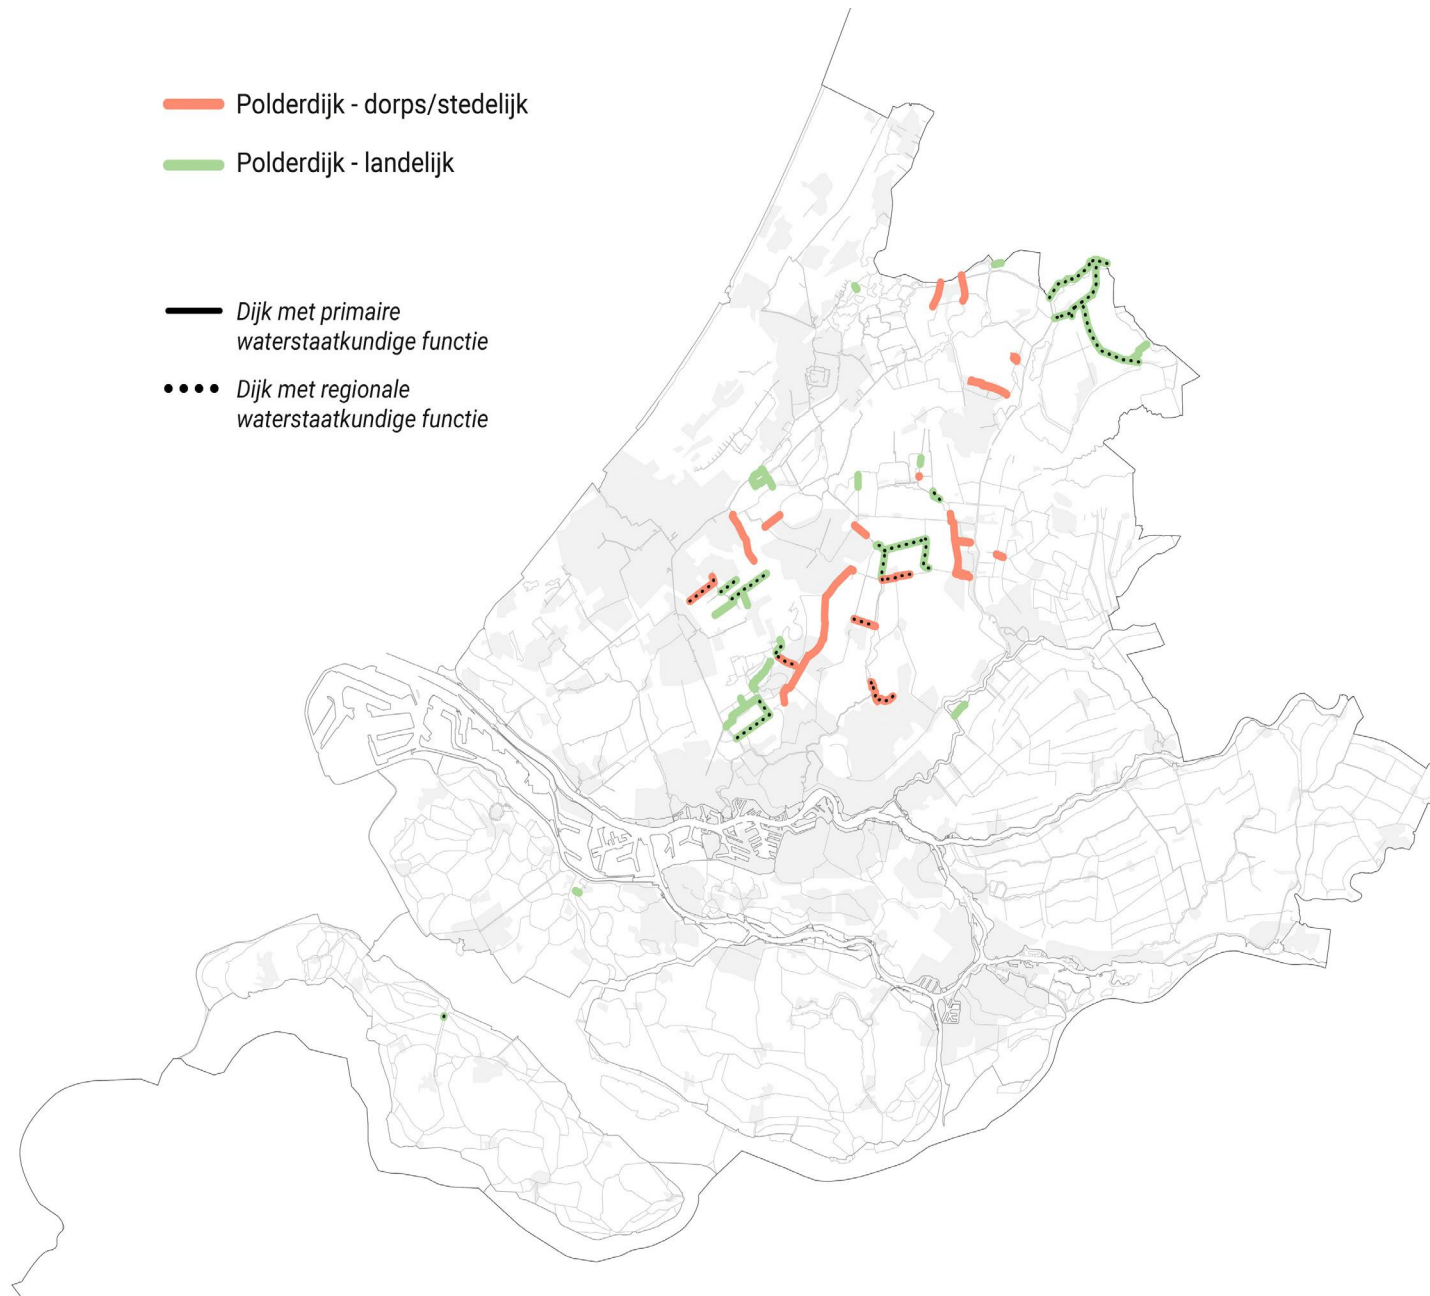 Polderdijk - dorps/stedelijk
Polderdijk - landelijk
Dijk met primaire
waterstaatkundige functie
Dijk met regionale
waterstaatkundige functie